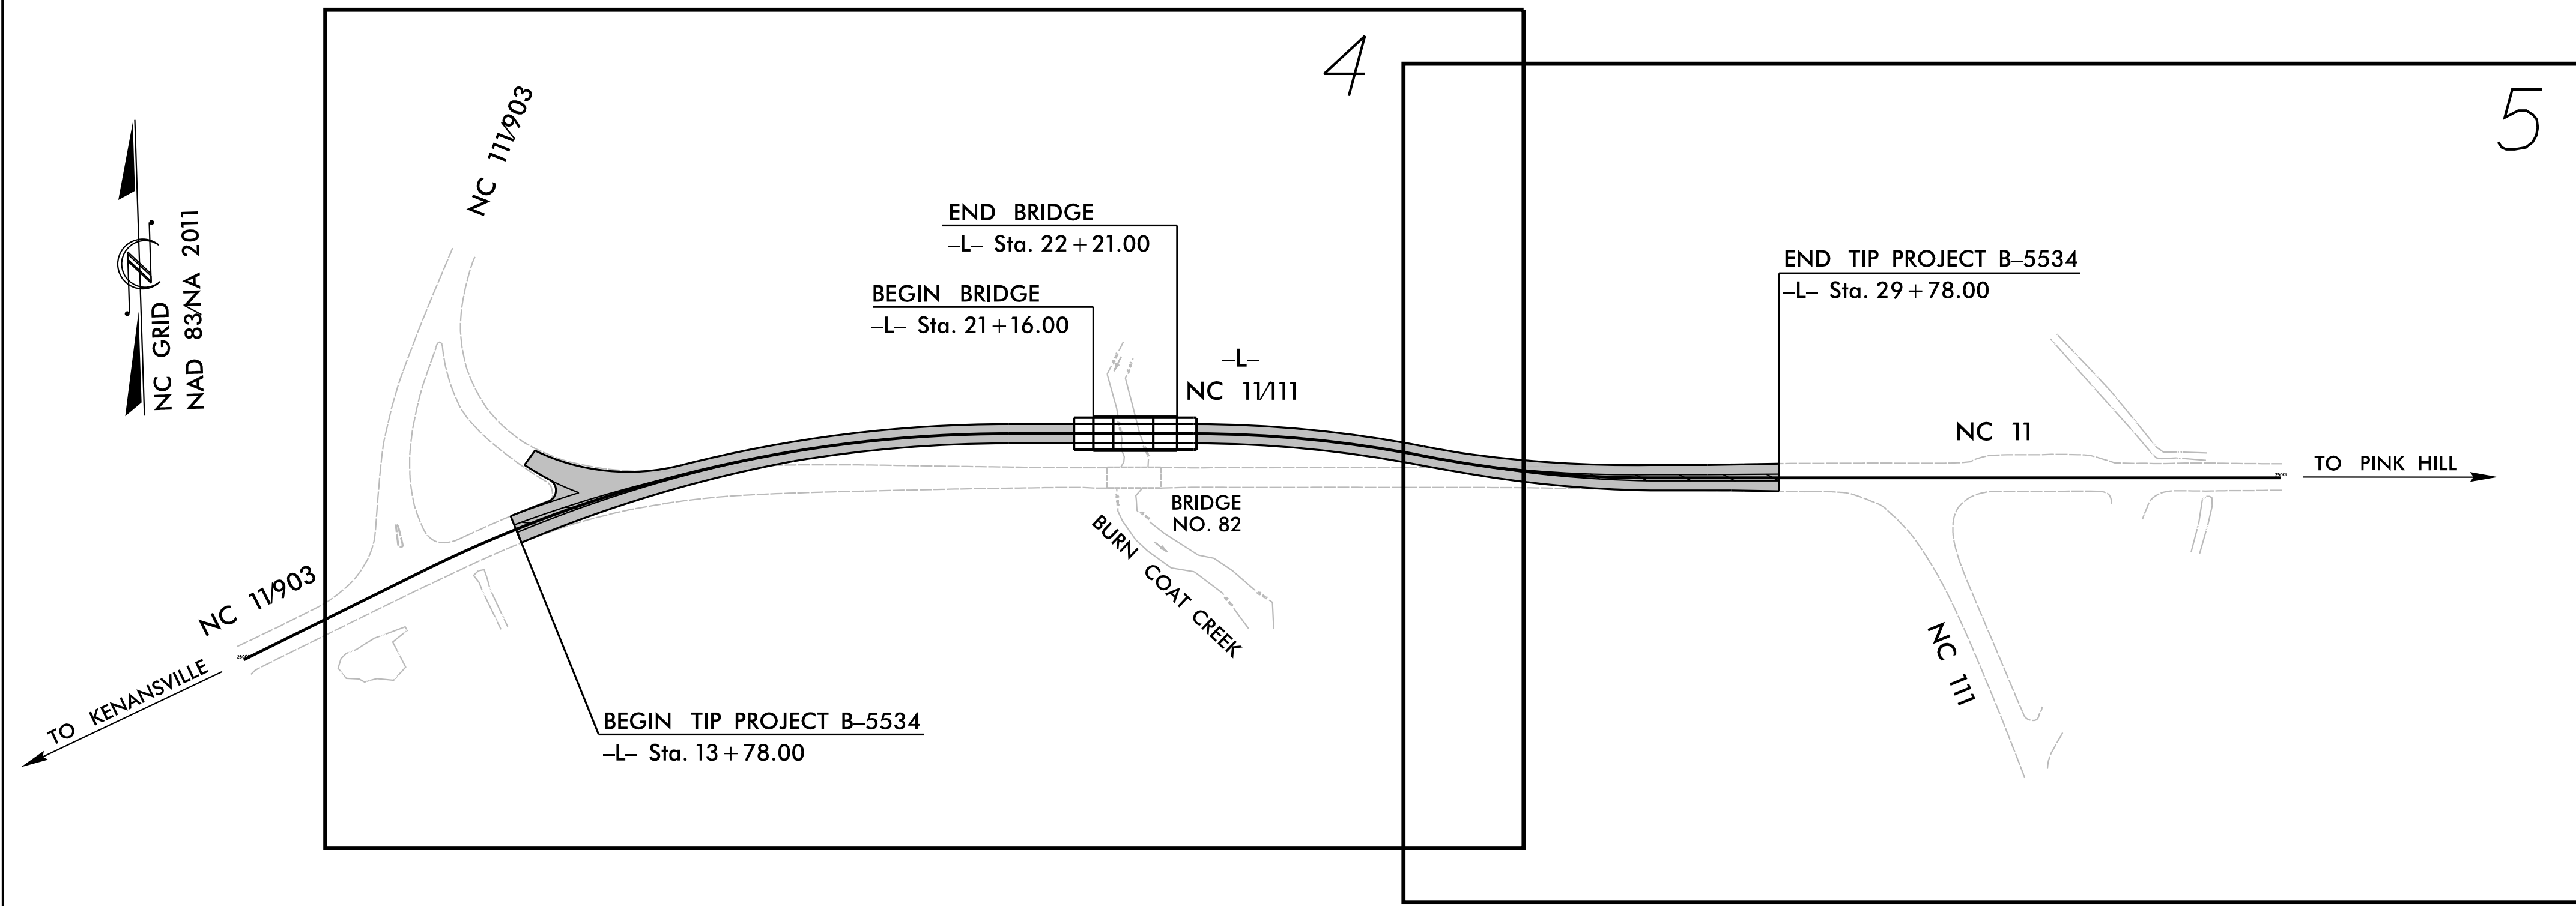 4
5
NC 111/903
NC GRID
NAD 83/NA 2011
END BRIDGE
–L– Sta. 22+21.00
BEGIN BRIDGE
–L– Sta. 21+16.00
–L–
NC 11/111
END TIP PROJECT B–5534
–L– Sta. 29+78.00
NC 11
TO PINK HILL
BRIDGE
NO. 82
BURN COAT CREEK
NC 11/903
TO KENANSVILLE
NC 111
BEGIN TIP PROJECT B–5534
–L– Sta. 13+78.00